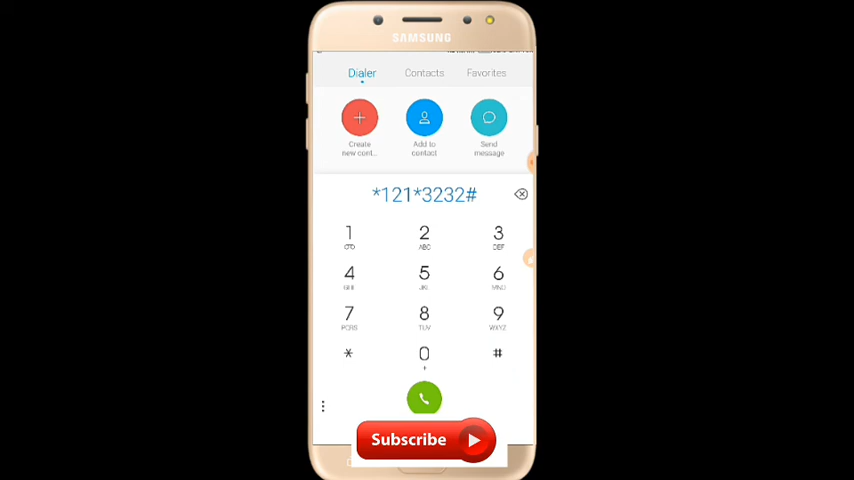 SAMSUNG
Dialer Contacts Favorites
Create new cont... Add to contact Send message
*121*3232#
1 2 3
ABC DEF
4 5 6
GHI JKL MNO
7 8 9
PQRS TUV WXYZ
* 0 #
,
Subscribe